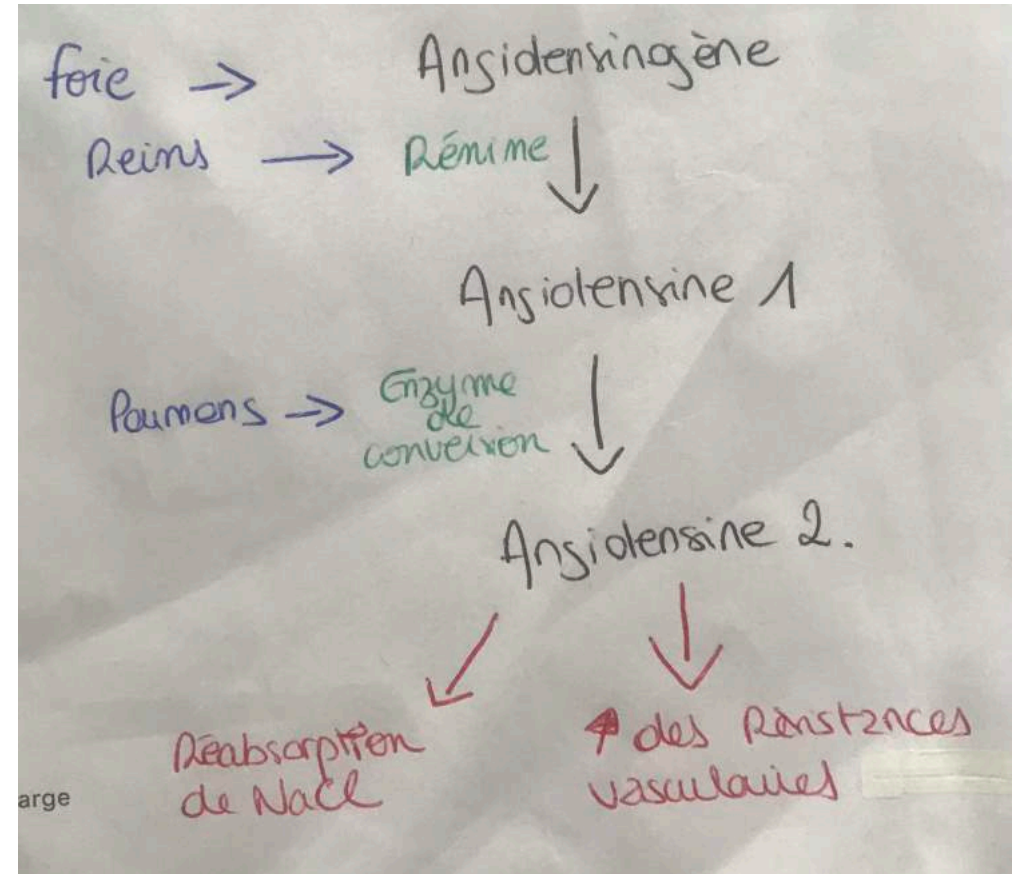 foie → Angiotensinogène
Reins → Rénine
Angiotensine 1
Poumons → Enzyme
de
conversion
Angiotensine 2.
Réabsorption
de NaCl
↑ des Résistances
vasculaires
arge